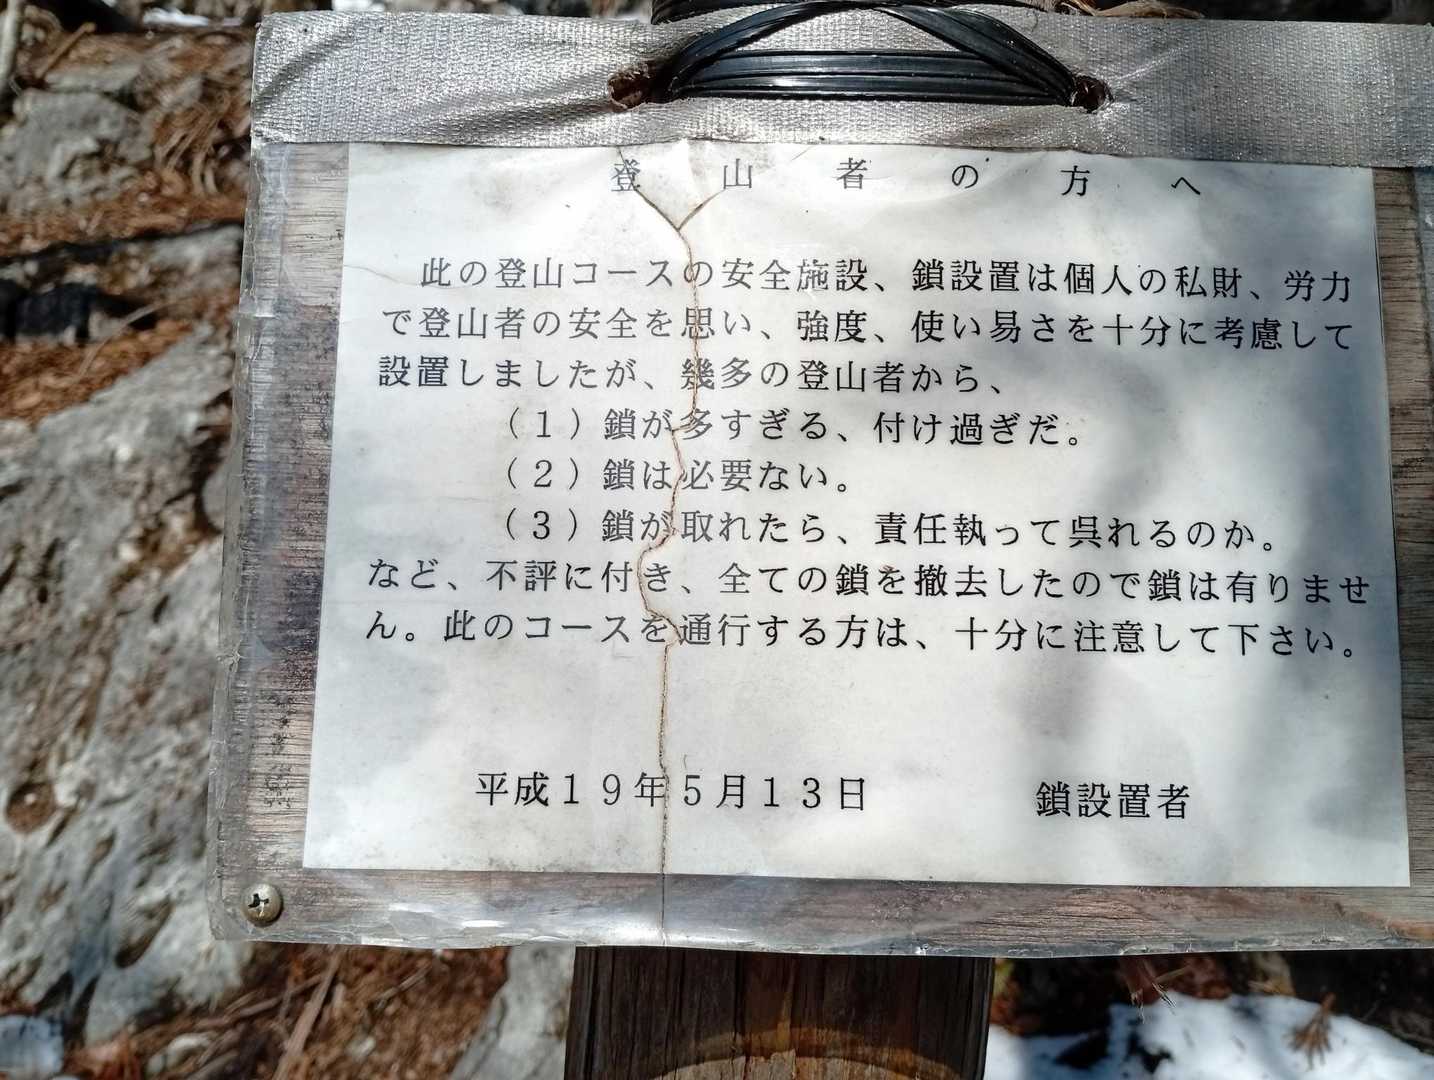 登山者の方へ
此の登山コースの安全施設、鎖設置は個人の私財、労力
で登山者の安全を思い、強度、使い易さを十分に考慮して
設置しましたが、幾多の登山者から、
（１）鎖が多すぎる、付け過ぎだ。
（２）鎖は必要ない。
（３）鎖が取れたら、責任執って呉れるのか。
など、不評に付き、全ての鎖を撤去したので鎖は有りませ
ん。此のコースを通行する方は、十分に注意して下さい。
平成１９年５月１３日 鎖設置者